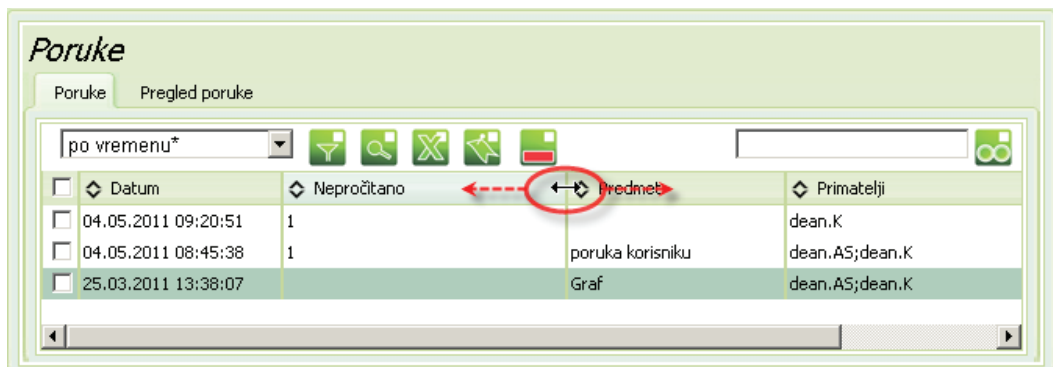 Poruke
Poruke Pregled poruke
po vremenu*
Datum Nepročitano Predmet Primatelji
04.05.2011 09:20:51 1 dean.K
04.05.2011 08:45:38 1 poruka korisniku dean.AS;dean.K
25.03.2011 13:38:07 Graf dean.AS;dean.K